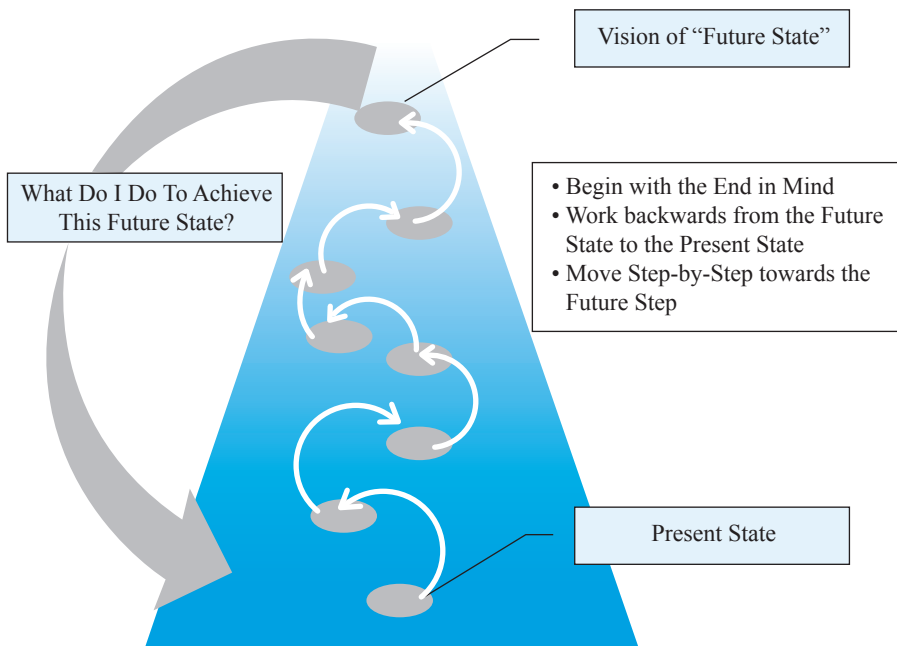 Vision of “Future State”
What Do I Do To Achieve
This Future State?
• Begin with the End in Mind
• Work backwards from the Future
State to the Present State
• Move Step-by-Step towards the
Future Step
Present State